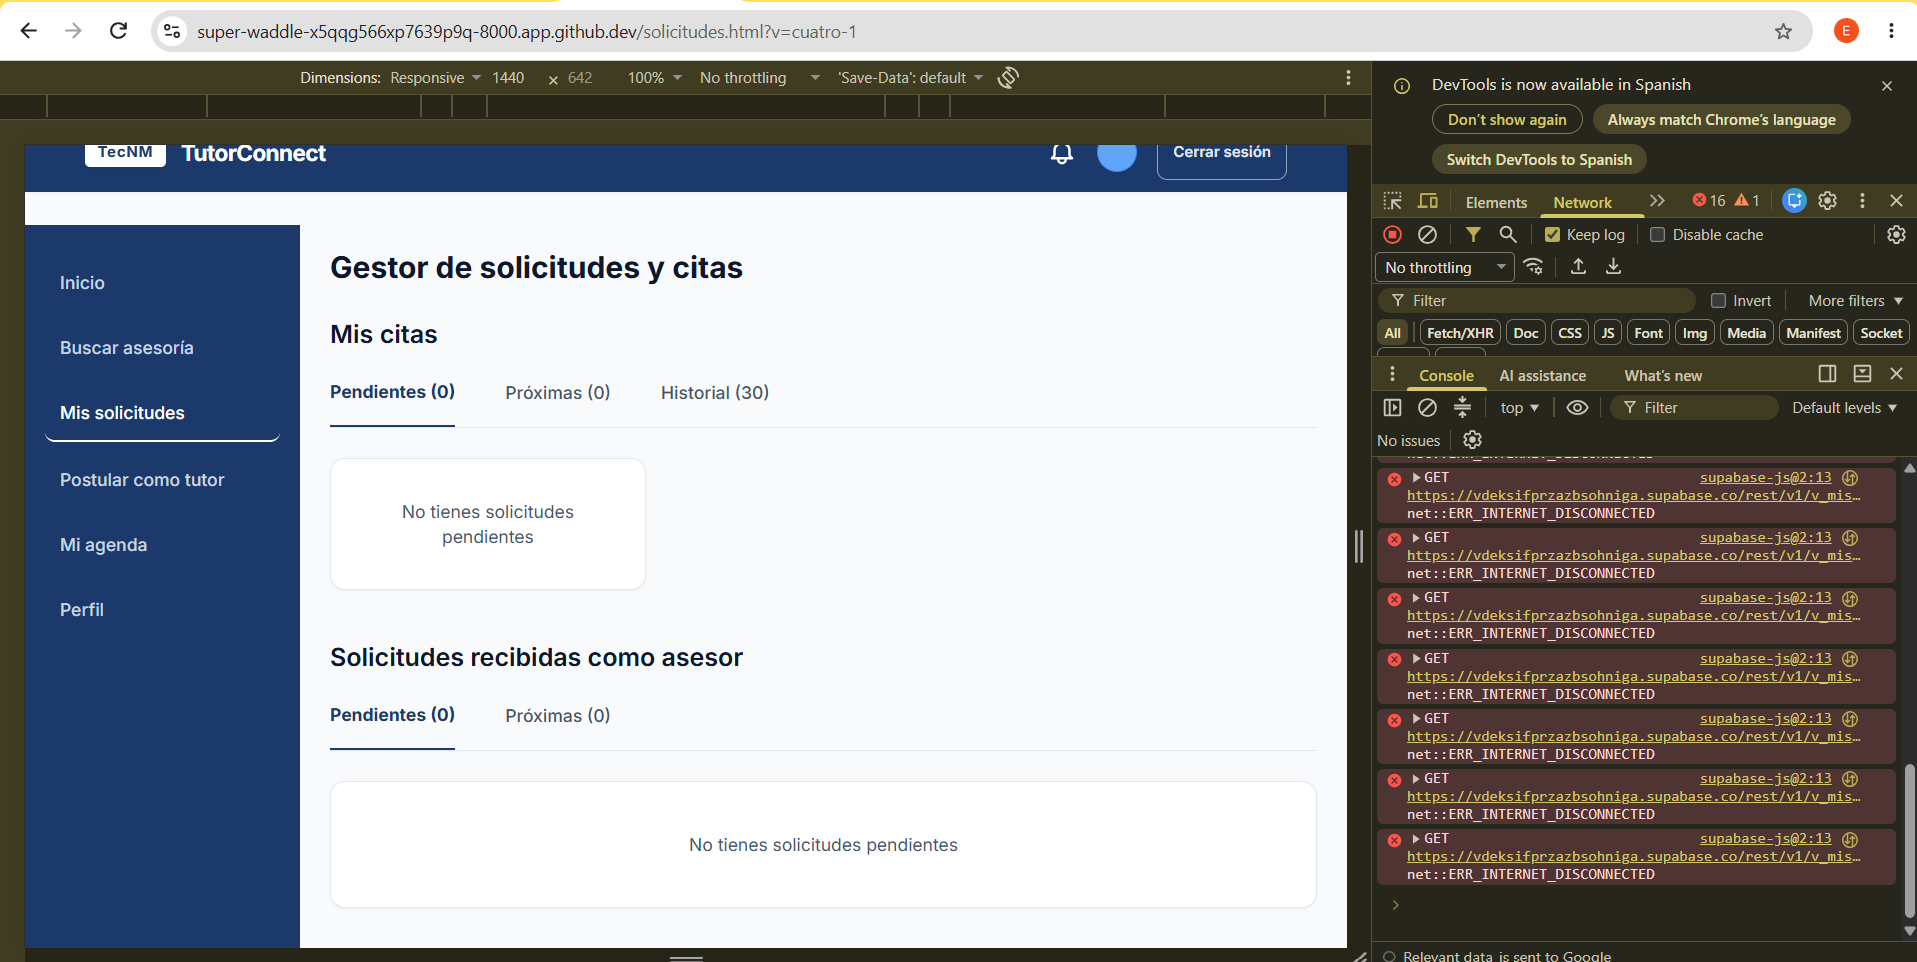 super-waddle-x5qqg566xp7639p9q-8000.app.github.dev/solicitudes.html?v=cuatro-1
E
Dimensions: Responsive 1440 x 642 100% No throttling 'Save-Data': default
TecNM TutorConnect Cerrar sesión
Inicio
Buscar asesoría
Mis solicitudes
Postular como tutor
Mi agenda
Perfil
Gestor de solicitudes y citas
Mis citas
Pendientes (0) Próximas (0) Historial (30)
No tienes solicitudes
pendientes
Solicitudes recibidas como asesor
Pendientes (0) Próximas (0)
No tienes solicitudes pendientes
DevTools is now available in Spanish
Don't show again Always match Chrome's language
Switch DevTools to Spanish
Elements Network 16 1
Keep log Disable cache
No throttling
Filter Invert More filters
All Fetch/XHR Doc CSS JS Font Img Media Manifest Socket
Console AI assistance What's new
top Filter Default levels
No issues
GET supabase-js@2:13
https://vdeksifprzazbsohniga.supabase.co/rest/v1/v_mis…
net::ERR_INTERNET_DISCONNECTED
GET supabase-js@2:13
https://vdeksifprzazbsohniga.supabase.co/rest/v1/v_mis…
net::ERR_INTERNET_DISCONNECTED
GET supabase-js@2:13
https://vdeksifprzazbsohniga.supabase.co/rest/v1/v_mis…
net::ERR_INTERNET_DISCONNECTED
GET supabase-js@2:13
https://vdeksifprzazbsohniga.supabase.co/rest/v1/v_mis…
net::ERR_INTERNET_DISCONNECTED
GET supabase-js@2:13
https://vdeksifprzazbsohniga.supabase.co/rest/v1/v_mis…
net::ERR_INTERNET_DISCONNECTED
GET supabase-js@2:13
https://vdeksifprzazbsohniga.supabase.co/rest/v1/v_mis…
net::ERR_INTERNET_DISCONNECTED
GET supabase-js@2:13
https://vdeksifprzazbsohniga.supabase.co/rest/v1/v_mis…
net::ERR_INTERNET_DISCONNECTED
Relevant data is sent to Google